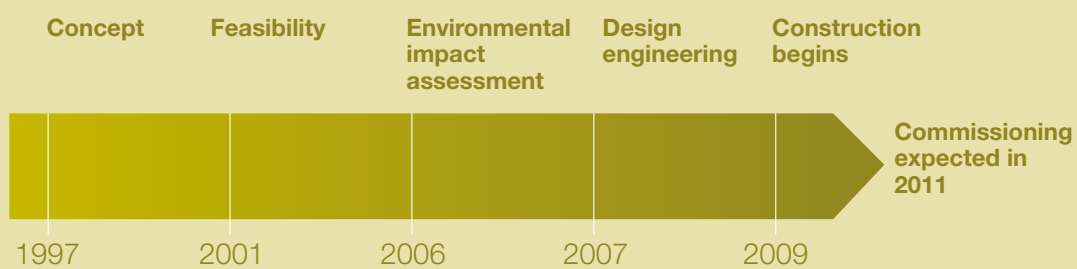 Concept
Feasibility
Environmental
impact
assessment
Design
engineering
Construction
begins
Commissioning
expected in
2011
1997
2001
2006
2007
2009